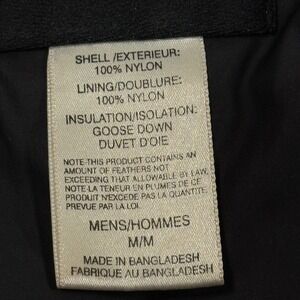 SHELL/EXTERIEUR:
100% NYLON
LINING/DOUBLURE:
100% NYLON
INSULATION/ISOLATION:
GOOSE DOWN
DUVET D'OIE
NOTE-THIS PRODUCT CONTAINS AN
AMOUNT OF FEATHERS NOT
EXCEEDING THAT ALLOWABLE BY LAW.
NOTE-LA TENEUR EN PLUMES DE CE
PRODUIT N'EXCEDE PAS LA QUANTITE
PREVUE PAR LA LOI.
MENS/HOMMES
M/M
MADE IN BANGLADESH
FABRIQUE AU BANGLADESH